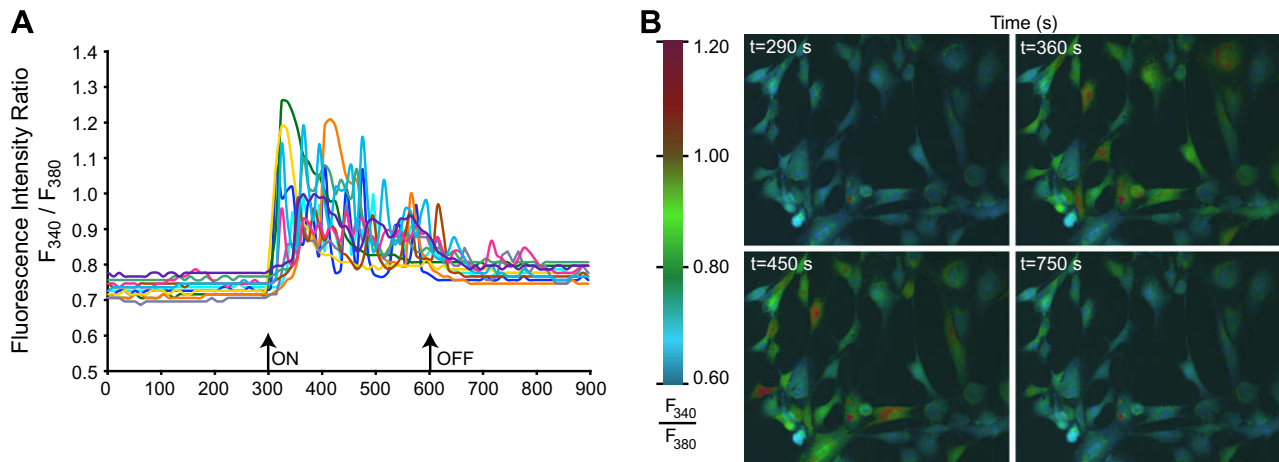 A
Fluorescence Intensity Ratio
F340 / F380
1.4
1.3
1.2
1.1
1.0
0.9
0.8
0.7
0.6
0.5
ON
OFF
0
100
200
300
400
500
600
700
800
900
B
Time (s)
1.20
1.00
0.80
0.60
F340
F380
t=290 s
t=360 s
t=450 s
t=750 s